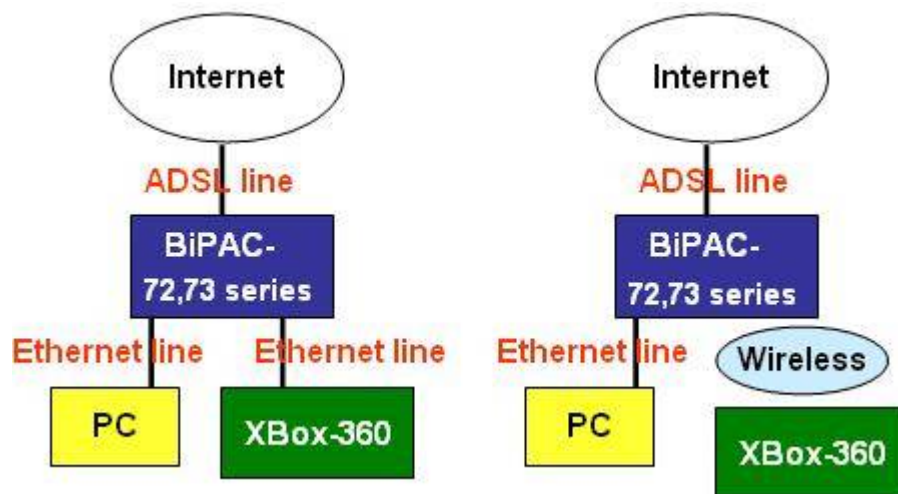 Internet
ADSL line
BiPAC-
72,73 series
Ethernet line
Ethernet line
PC
XBox-360
Internet
ADSL line
BiPAC-
72,73 series
Ethernet line
Wireless
PC
XBox-360